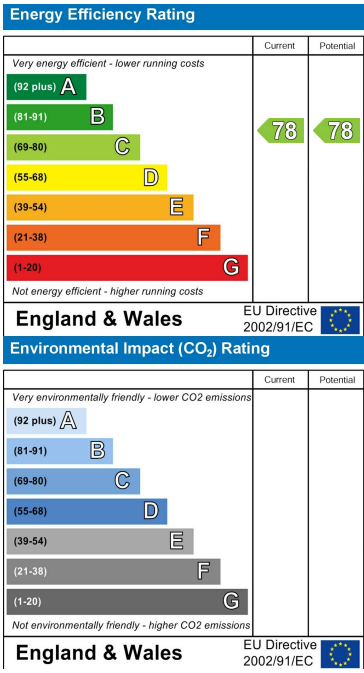 Energy Efficiency Rating
Current Potential
Very energy efficient - lower running costs
(92 plus) A
(81-91) B
78 78
(69-80) C
(55-68) D
(39-54) E
(21-38) F
(1-20) G
Not energy efficient - higher running costs
England & Wales
EU Directive
2002/91/EC
Environmental Impact (CO₂) Rating
Current Potential
Very environmentally friendly - lower CO2 emissions
(92 plus) A
(81-91) B
(69-80) C
(55-68) D
(39-54) E
(21-38) F
(1-20) G
Not environmentally friendly - higher CO2 emissions
England & Wales
EU Directive
2002/91/EC